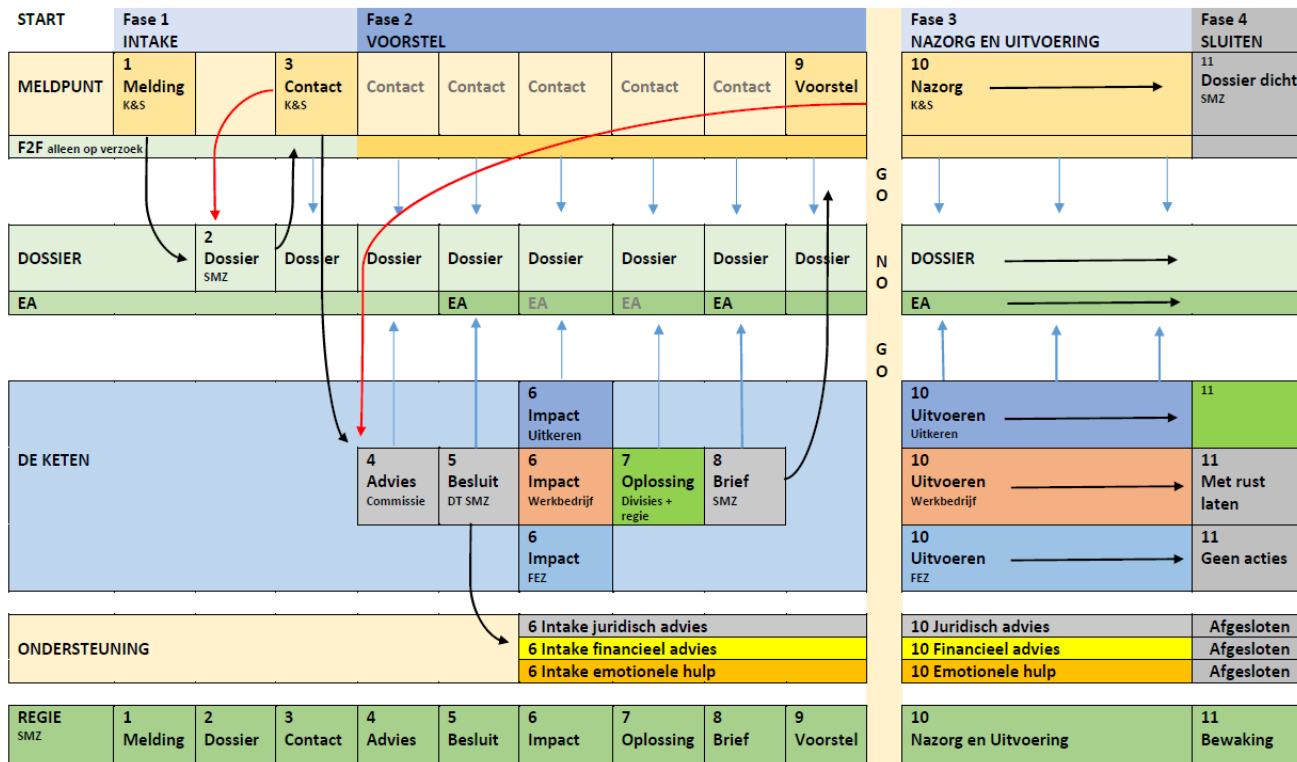 START
Fase 1
INTAKE
Fase 2
VOORSTEL
Fase 3
NAZORG EN UITVOERING
Fase 4
SLUITEN
MELDPUNT
1
Melding
K&S
3
Contact
K&S
Contact
Contact
Contact
Contact
Contact
9
Voorstel
10
Nazorg
K&S
11
Dossier dicht
SMZ
F2F alleen op verzoek
G
O
N
O
G
O
DOSSIER
2
Dossier
SMZ
Dossier
Dossier
Dossier
Dossier
Dossier
Dossier
Dossier
DOSSIER
EA
EA
EA
EA
EA
EA
DE KETEN
6
Impact
Uitkeren
10
Uitvoeren
Uitkeren
11
4
Advies
Commissie
5
Besluit
DT SMZ
6
Impact
Werkbedrijf
7
Oplossing
Divisies +
regie
8
Brief
SMZ
10
Uitvoeren
Werkbedrijf
11
Met rust
laten
6
Impact
FEZ
10
Uitvoeren
FEZ
11
Geen acties
ONDERSTEUNING
6 Intake juridisch advies
10 Juridisch advies
Afgesloten
6 Intake financieel advies
10 Financieel advies
Afgesloten
6 Intake emotionele hulp
10 Emotionele hulp
Afgesloten
REGIE
SMZ
1
Melding
2
Dossier
3
Contact
4
Advies
5
Besluit
6
Impact
7
Oplossing
8
Brief
9
Voorstel
10
Nazorg en Uitvoering
11
Bewaking